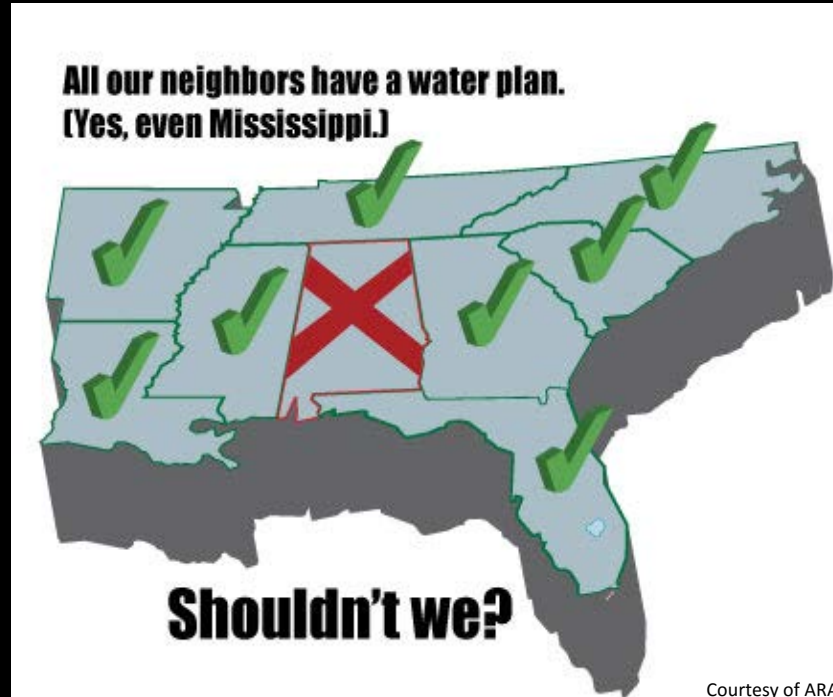 All our neighbors have a water plan.
(Yes, even Mississippi.)
Shouldn't we?
Courtesy of ARA